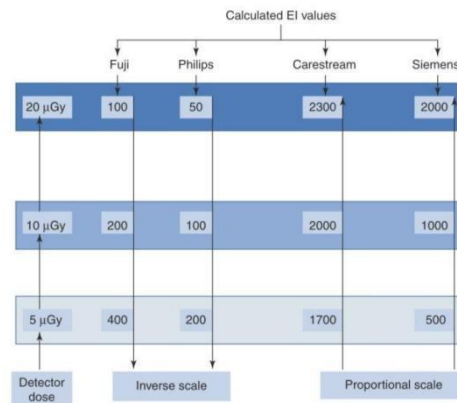 Calculated EI values
Fuji Philips Carestream Siemens
20 μGy 100 50 2300 2000
10 μGy 200 100 2000 1000
5 μGy 400 200 1700 500
Detector dose Inverse scale Proportional scale